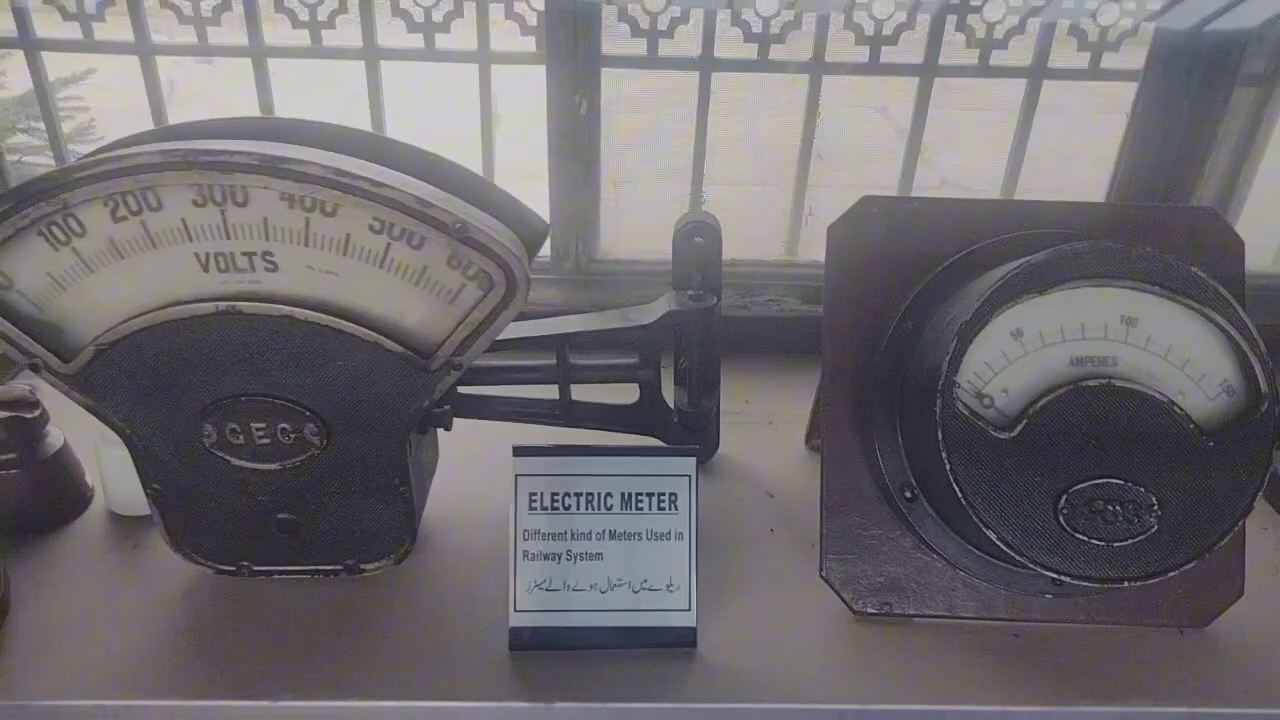 100 200 300 400 500 600
VOLTS
GEC
50 100 150
AMPERES
ELECTRIC METER
Different kind of Meters Used in
Railway System
ریلوے میں استعمال ہونے والے میٹرز